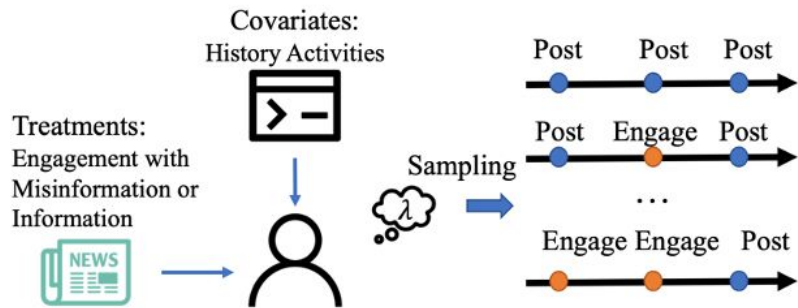 Covariates:
History Activities
Treatments:
Engagement with
Misinformation or
Information
NEWS
λ
Sampling
Post Post Post
Post Engage Post
...
Engage Engage Post